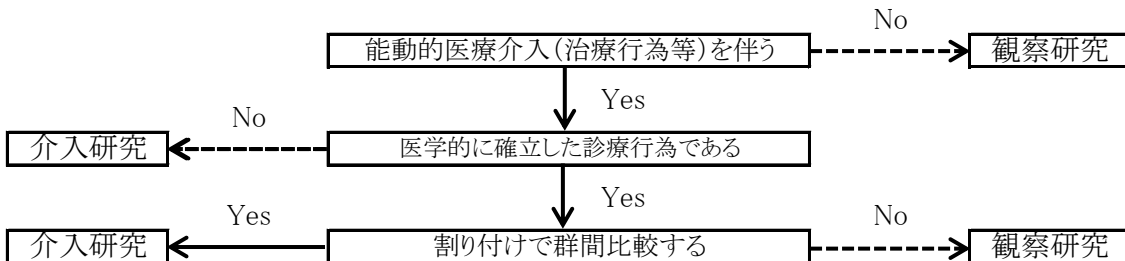 No
能動的医療介入(治療行為等)を伴う
観察研究
Yes
No
介入研究
医学的に確立した診療行為である
Yes
Yes
No
介入研究
割り付けで群間比較する
観察研究